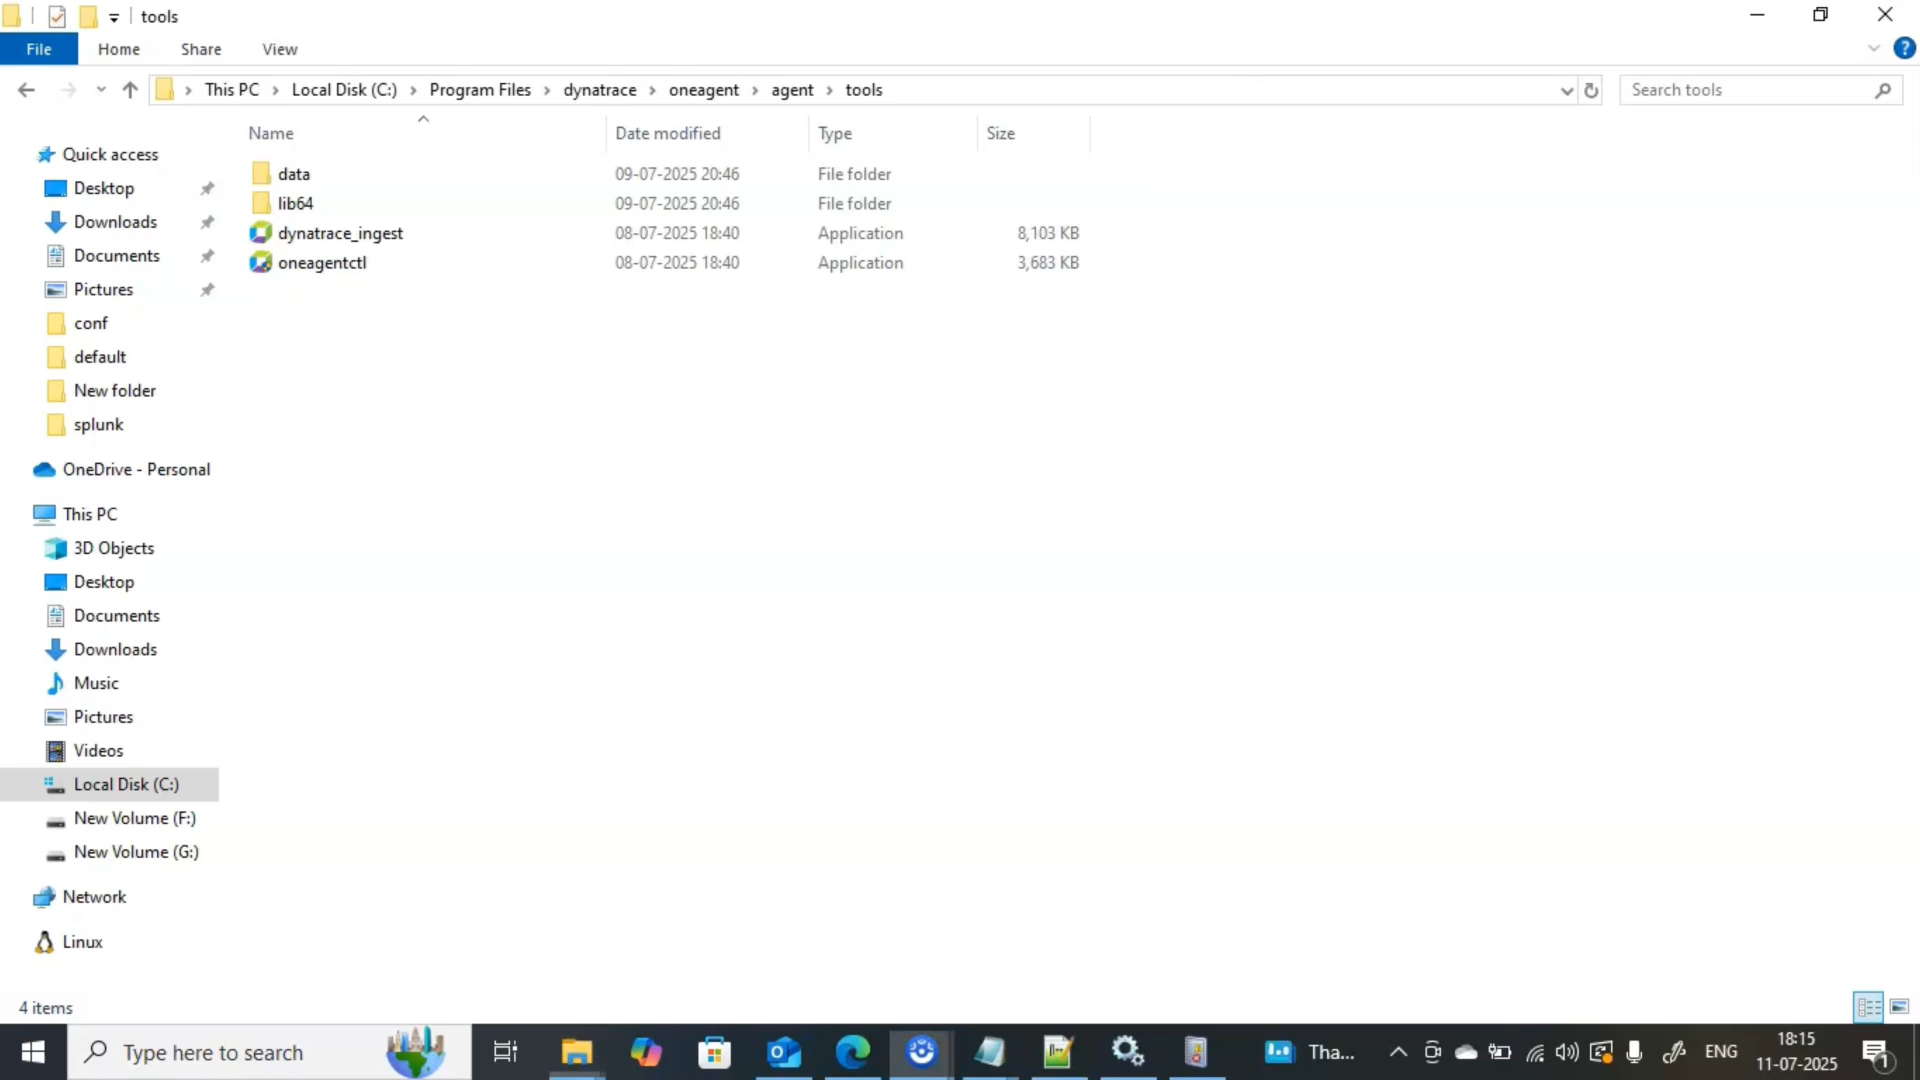 tools
File Home Share View
This PC Local Disk (C:) Program Files dynatrace oneagent agent tools
Search tools
Name Date modified Type Size
data 09-07-2025 20:46 File folder
lib64 09-07-2025 20:46 File folder
dynatrace_ingest 08-07-2025 18:40 Application 8,103 KB
oneagentctl 08-07-2025 18:40 Application 3,683 KB
Quick access
Desktop
Downloads
Documents
Pictures
conf
default
New folder
splunk
OneDrive - Personal
This PC
3D Objects
Desktop
Documents
Downloads
Music
Pictures
Videos
Local Disk (C:)
New Volume (F:)
New Volume (G:)
Network
Linux
4 items
Type here to search
Tha...
ENG
18:15
11-07-2025
1